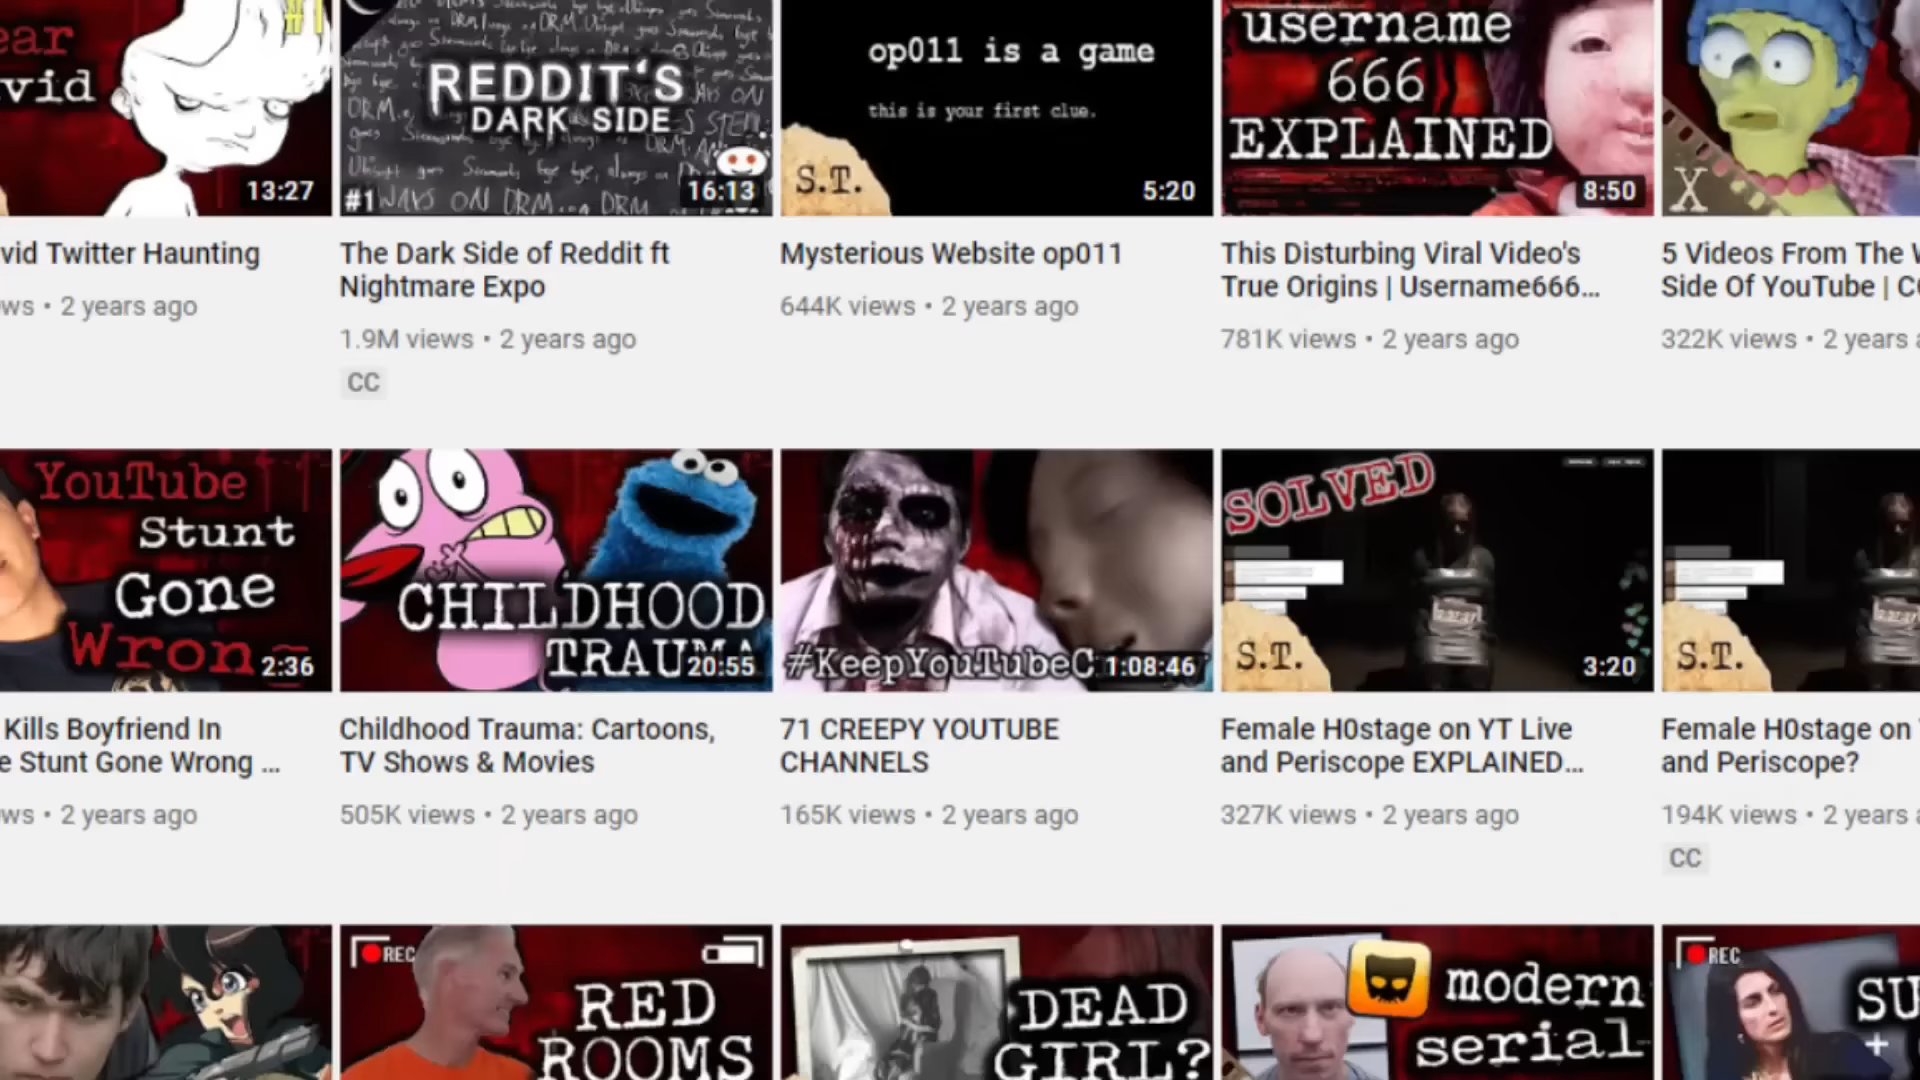 #1
ear
vid
13:27
REDDIT'S
DARK SIDE
#1
16:13
op011 is a game
this is your first clue.
S.T.
5:20
username
666
EXPLAINED
8:50
X
vid Twitter Haunting
ws • 2 years ago
The Dark Side of Reddit ft
Nightmare Expo
1.9M views • 2 years ago
CC
Mysterious Website op011
644K views • 2 years ago
This Disturbing Viral Video's
True Origins | Username666...
781K views • 2 years ago
5 Videos From The W
Side Of YouTube | C
322K views • 2 years a
YouTube
Stunt
Gone
Wron
2:36
CHILDHOOD
TRAUMA
20:55
#KeepYouTubeC
1:08:46
SOLVED
S.T.
3:20
S.T.
Kills Boyfriend In
e Stunt Gone Wrong ...
ws • 2 years ago
Childhood Trauma: Cartoons,
TV Shows & Movies
505K views • 2 years ago
71 CREEPY YOUTUBE
CHANNELS
165K views • 2 years ago
Female H0stage on YT Live
and Periscope EXPLAINED...
327K views • 2 years ago
Female H0stage on
and Periscope?
194K views • 2 years a
CC
REC
RED
ROOMS
DEAD
GIRL?
modern
serial
REC
SU
+